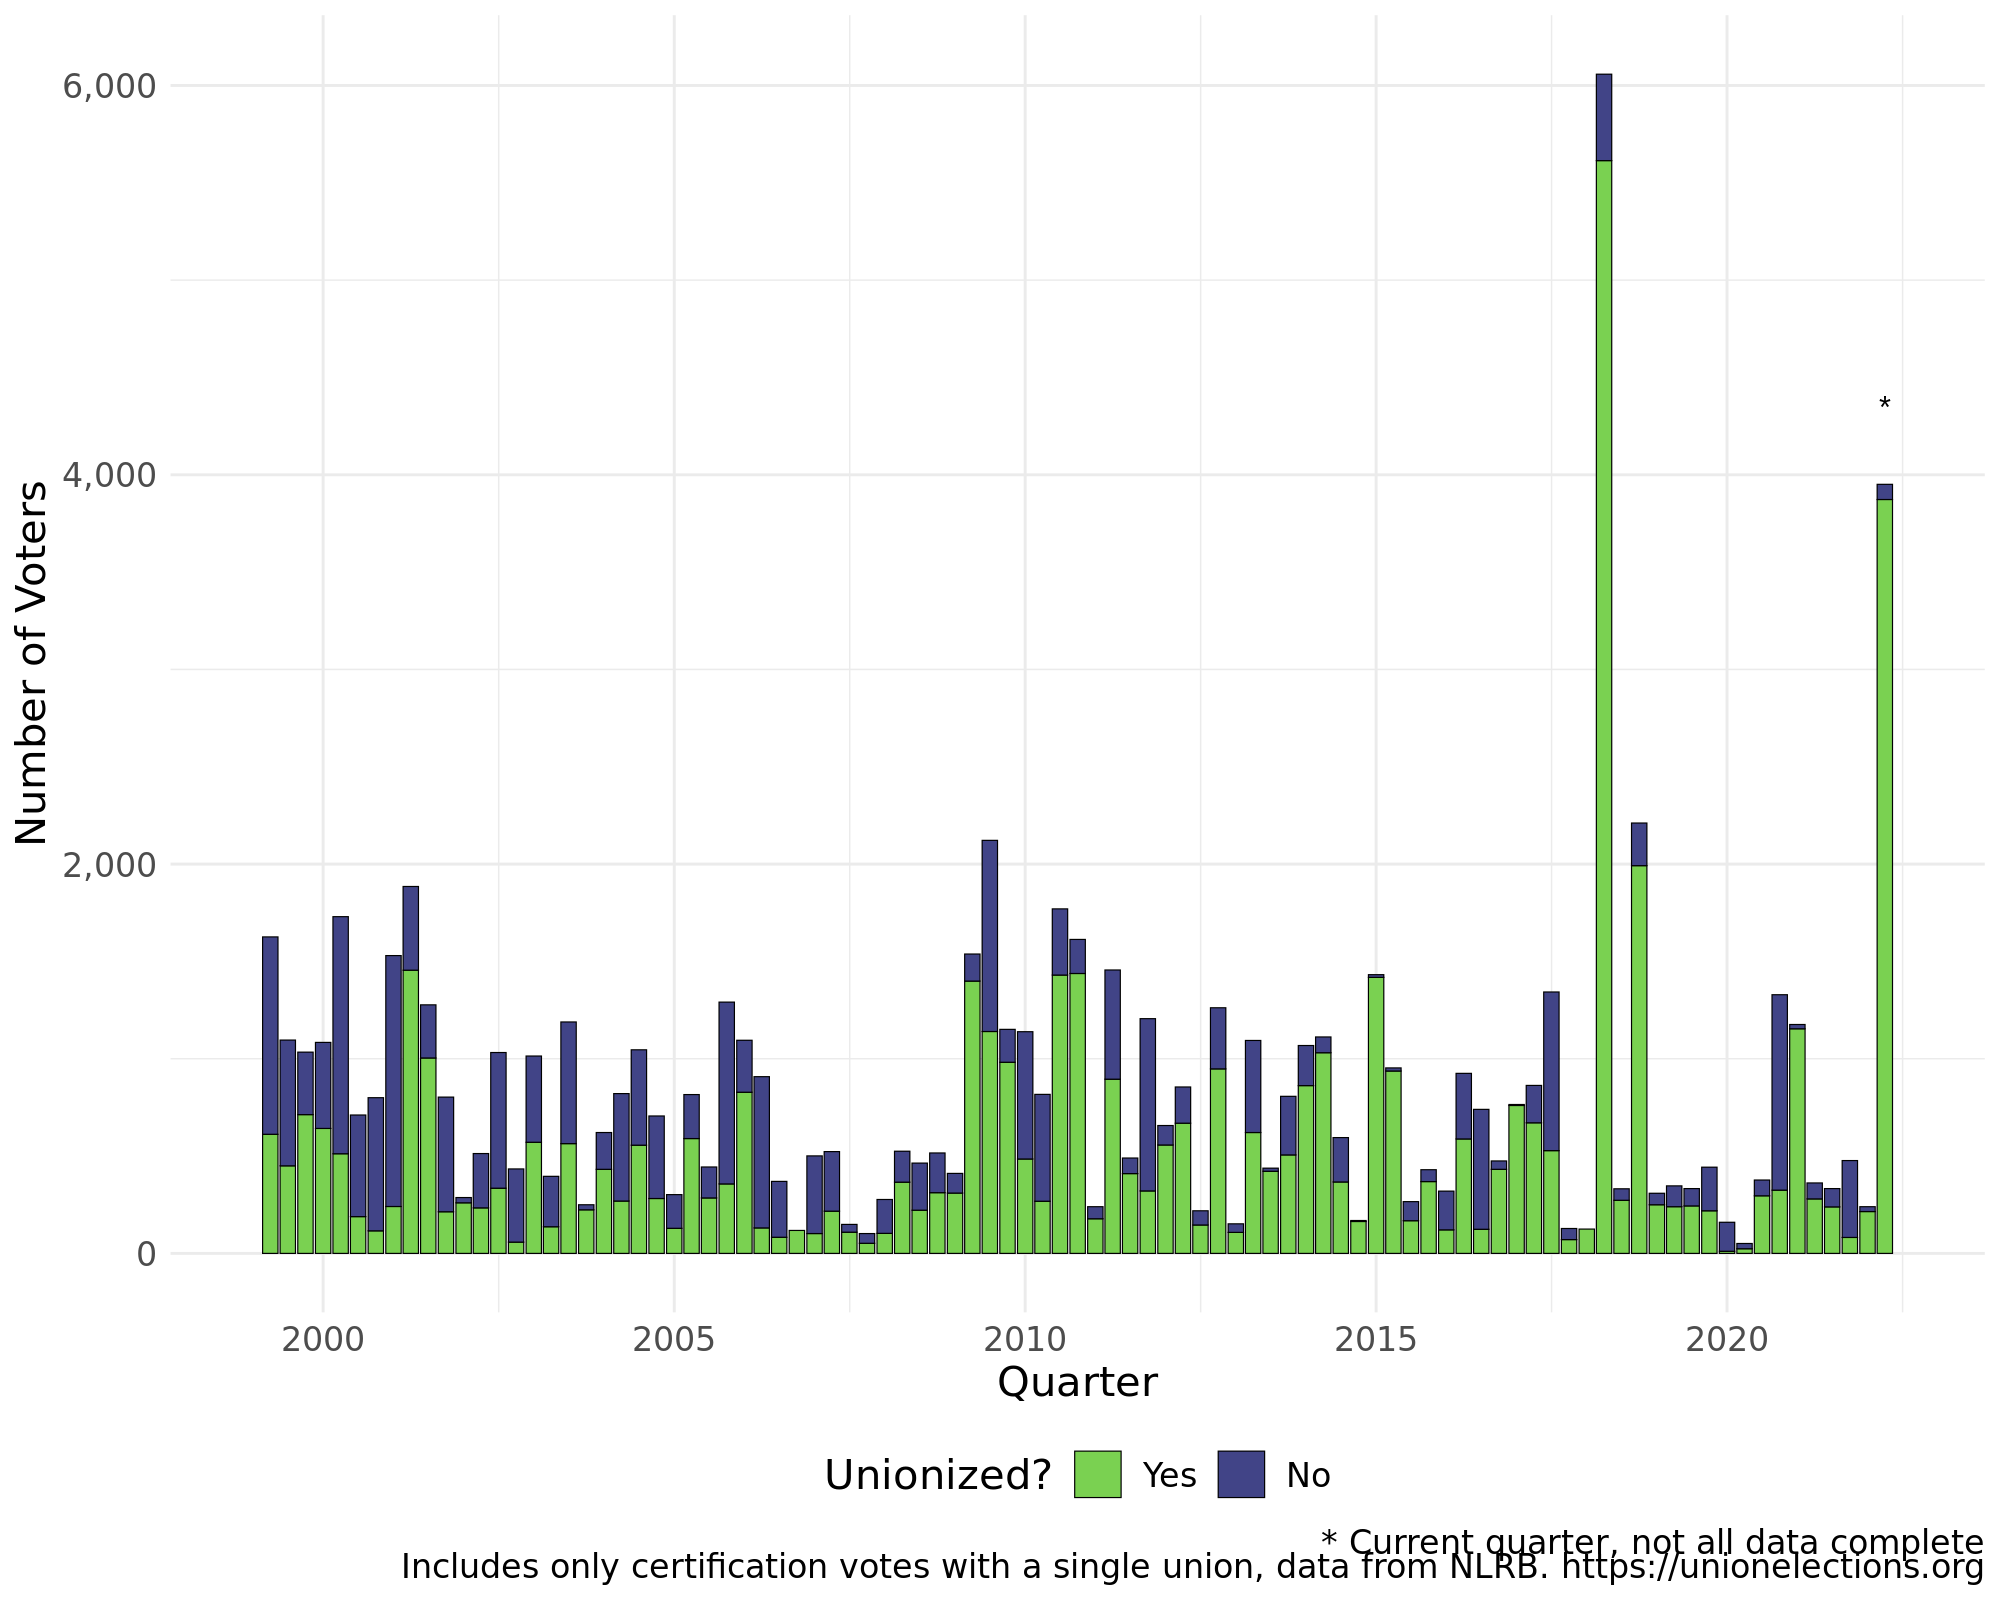 6,000
4,000
2,000
0
Number of Voters
*
2000 2005 2010 2015 2020
Quarter
Unionized? Yes No
* Current quarter, not all data complete
Includes only certification votes with a single union, data from NLRB. https://unionelections.org